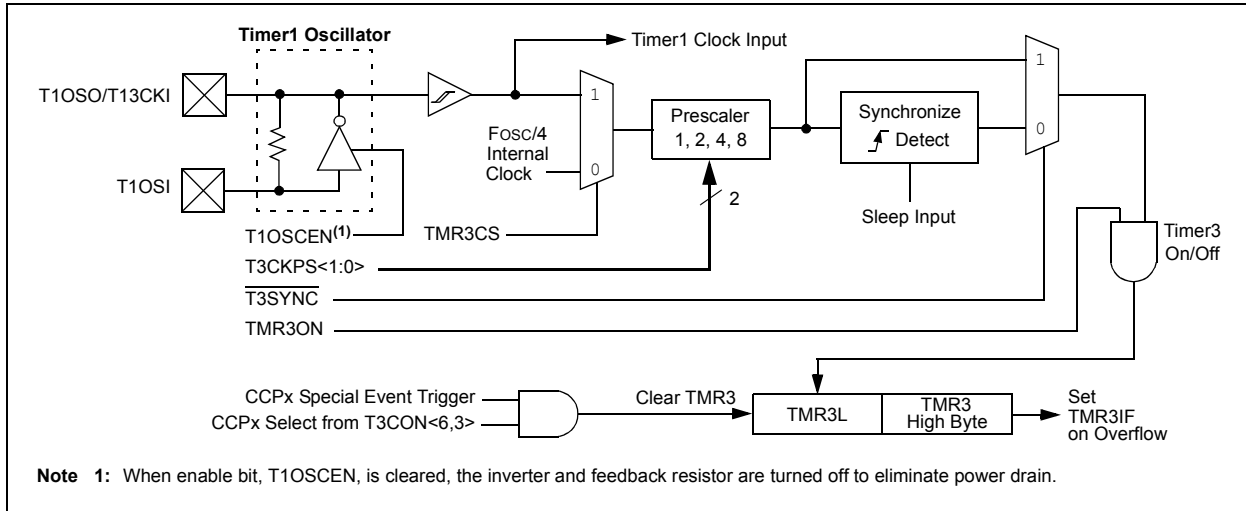 Timer1 Oscillator
Timer1 Clock Input
T1OSO/T13CKI
T1OSI
FOSC/4
Internal
Clock
1
0
Prescaler
1, 2, 4, 8
2
Synchronize
Detect
Sleep Input
1
0
T1OSCEN(1)
TMR3CS
T3CKPS<1:0>
T3SYNC
TMR3ON
Timer3
On/Off
CCPx Special Event Trigger
CCPx Select from T3CON<6,3>
Clear TMR3
TMR3L
TMR3
High Byte
Set
TMR3IF
on Overflow
Note 1: When enable bit, T1OSCEN, is cleared, the inverter and feedback resistor are turned off to eliminate power drain.